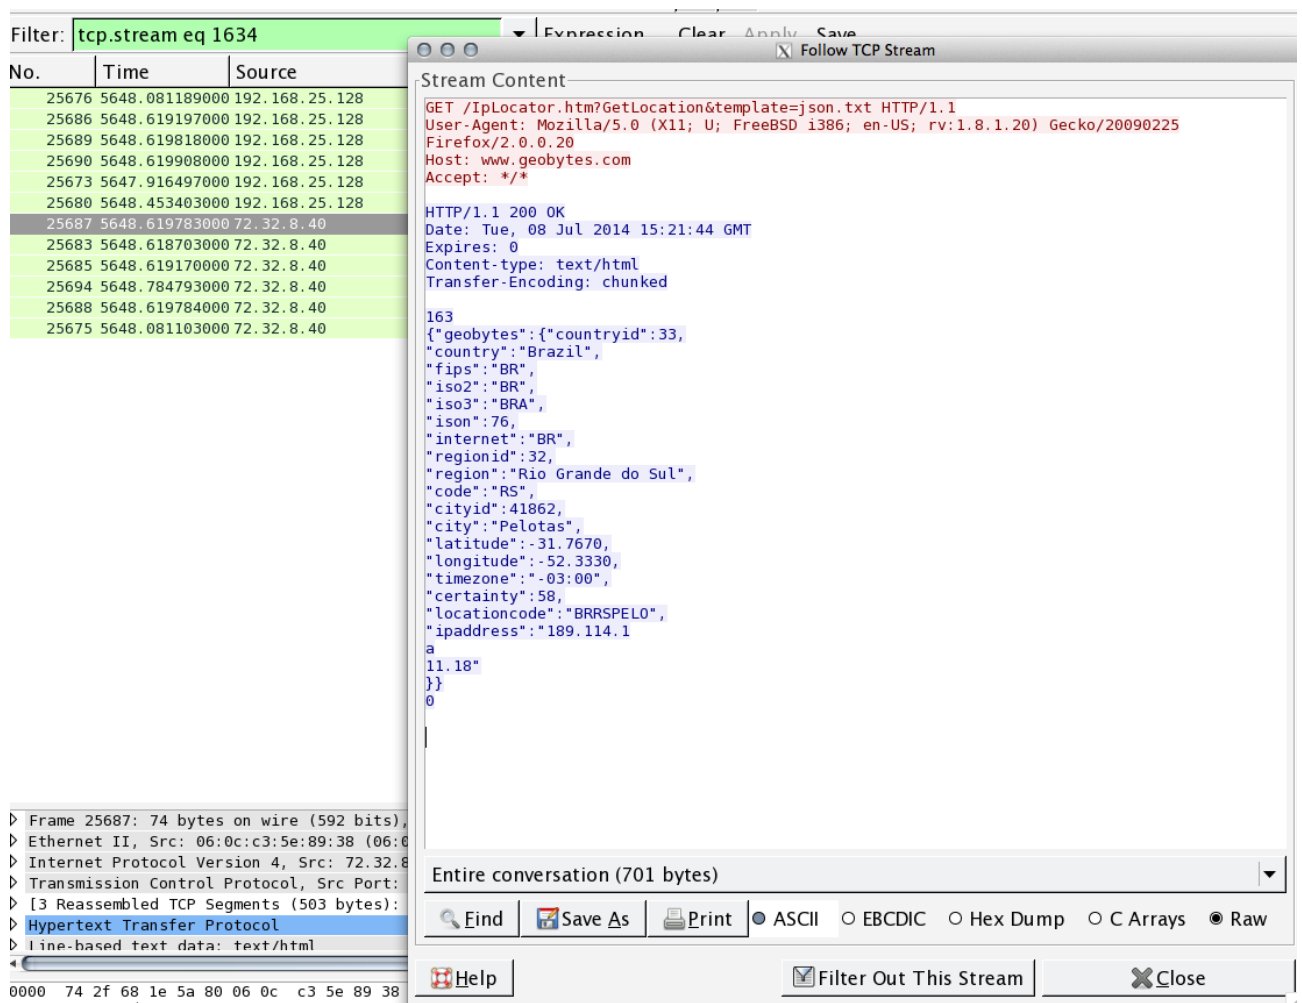 Filter: tcp.stream eq 1634 Expression... Clear Apply Save
Follow TCP Stream
No. Time Source
25676 5648.081189000 192.168.25.128
25686 5648.619197000 192.168.25.128
25689 5648.619818000 192.168.25.128
25690 5648.619908000 192.168.25.128
25673 5647.916497000 192.168.25.128
25680 5648.453403000 192.168.25.128
25687 5648.619783000 72.32.8.40
25683 5648.618703000 72.32.8.40
25685 5648.619170000 72.32.8.40
25694 5648.784793000 72.32.8.40
25688 5648.619784000 72.32.8.40
25675 5648.081103000 72.32.8.40
Stream Content
GET /IpLocator.htm?GetLocation&template=json.txt HTTP/1.1
User-Agent: Mozilla/5.0 (X11; U; FreeBSD i386; en-US; rv:1.8.1.20) Gecko/20090225
Firefox/2.0.0.20
Host: www.geobytes.com
Accept: */*
HTTP/1.1 200 OK
Date: Tue, 08 Jul 2014 15:21:44 GMT
Expires: 0
Content-type: text/html
Transfer-Encoding: chunked
163
{"geobytes":{"countryid":33,
"country":"Brazil",
"fips":"BR",
"iso2":"BR",
"iso3":"BRA",
"ison":76,
"internet":"BR",
"regionid":32,
"region":"Rio Grande do Sul",
"code":"RS",
"cityid":41862,
"city":"Pelotas",
"latitude":-31.7670,
"longitude":-52.3330,
"timezone":"-03:00",
"certainty":58,
"locationcode":"BRRSPELO",
"ipaddress":"189.114.1
a
11.18"
}}
0
Frame 25687: 74 bytes on wire (592 bits),
Ethernet II, Src: 06:0c:c3:5e:89:38 (06:0
Internet Protocol Version 4, Src: 72.32.8
Transmission Control Protocol, Src Port:
[3 Reassembled TCP Segments (503 bytes):
Hypertext Transfer Protocol
Line-based text data: text/html
0000 74 2f 68 1e 5a 80 06 0c c3 5e 89 38
Entire conversation (701 bytes)
Find Save As Print ASCII EBCDIC Hex Dump C Arrays Raw
Help Filter Out This Stream Close